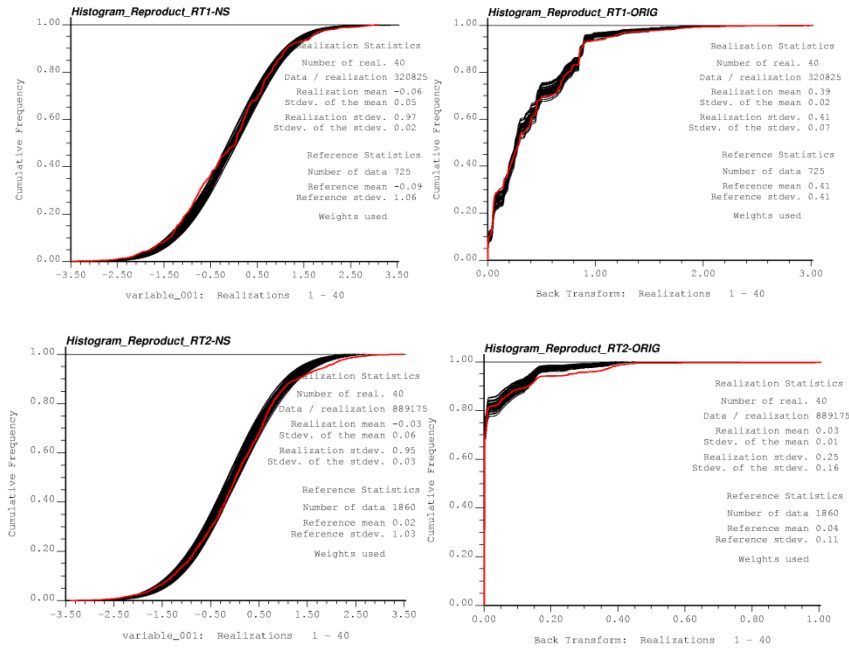 Histogram_Reproduct_RT1-NS
Realization Statistics
Number of real. 40
Data / realization 320825
Realization mean -0.06
Stdev. of the mean 0.05
Realization stdev. 0.97
Stdev. of the stdev. 0.02
Reference Statistics
Number of data 725
Reference mean -0.09
Reference stdev. 1.06
Weights used
Cumulative Frequency
1.00
0.80
0.60
0.40
0.20
0.00
-3.50 -2.50 -1.50 -0.50 0.50 1.50 2.50 3.50
variable_001: Realizations 1 - 40
Histogram_Reproduct_RT1-ORIG
Realization Statistics
Number of real. 40
Data / realization 320825
Realization mean 0.39
Stdev. of the mean 0.02
Realization stdev. 0.41
Stdev. of the stdev. 0.07
Reference Statistics
Number of data 725
Reference mean 0.41
Reference stdev. 0.41
Weights used
Cumulative Frequency
1.00
0.80
0.60
0.40
0.20
0.00
0.00 1.00 2.00 3.00
Back Transform: Realizations 1 - 40
Histogram_Reproduct_RT2-NS
Realization Statistics
Number of real. 40
Data / realization 889175
Realization mean -0.03
Stdev. of the mean 0.06
Realization stdev. 0.95
Stdev. of the stdev. 0.03
Reference Statistics
Number of data 1860
Reference mean 0.02
Reference stdev. 1.03
Weights used
Cumulative Frequency
1.00
0.80
0.60
0.40
0.20
0.00
-3.50 -2.50 -1.50 -0.50 0.50 1.50 2.50 3.50
variable_001: Realizations 1 - 40
Histogram_Reproduct_RT2-ORIG
Realization Statistics
Number of real. 40
Data / realization 889175
Realization mean 0.03
Stdev. of the mean 0.01
Realization stdev. 0.25
Stdev. of the stdev. 0.16
Reference Statistics
Number of data 1860
Reference mean 0.04
Reference stdev. 0.11
Weights used
Cumulative Frequency
1.00
0.80
0.60
0.40
0.20
0.00
0.00 0.20 0.40 0.60 0.80 1.00
Back Transform: Realizations 1 - 40